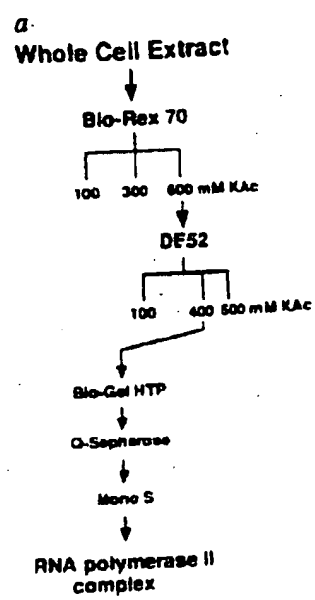 a.
Whole Cell Extract
Bio-Rex 70
100 300 600 mM KAc
DE52
100 400 500 mM KAc
Bio-Gel HTP
Q-Sepharose
Mono S
RNA polymerase II
complex